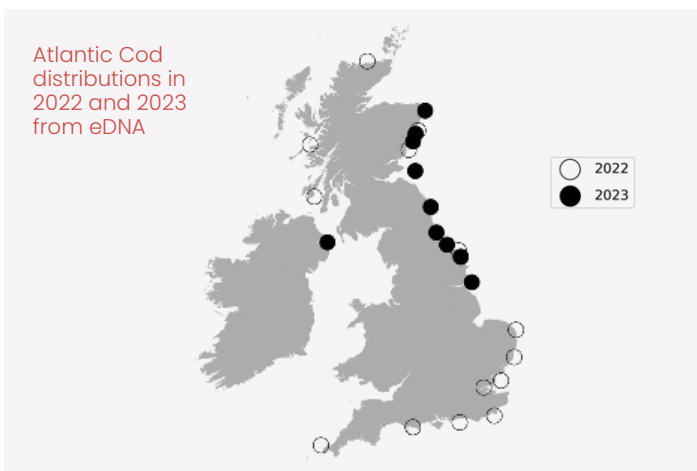 Atlantic Cod
distributions in
2022 and 2023
from eDNA
2022
2023